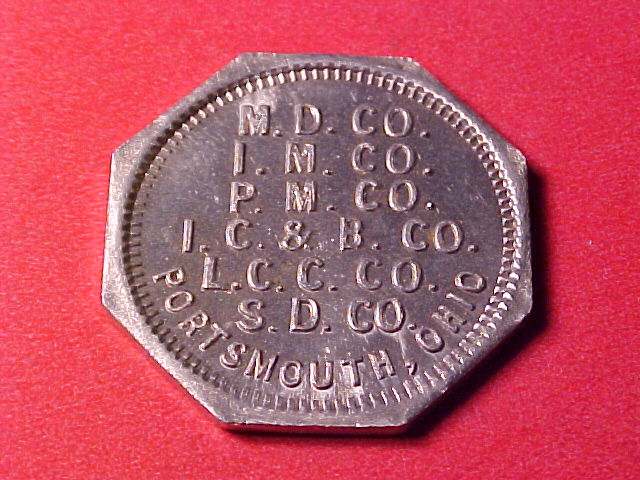 M. D. CO.
I. M. CO.
P. M. CO.
I. C. & B. CO.
L. C. C. CO.
S. D. CO.
PORTSMOUTH, OHIO